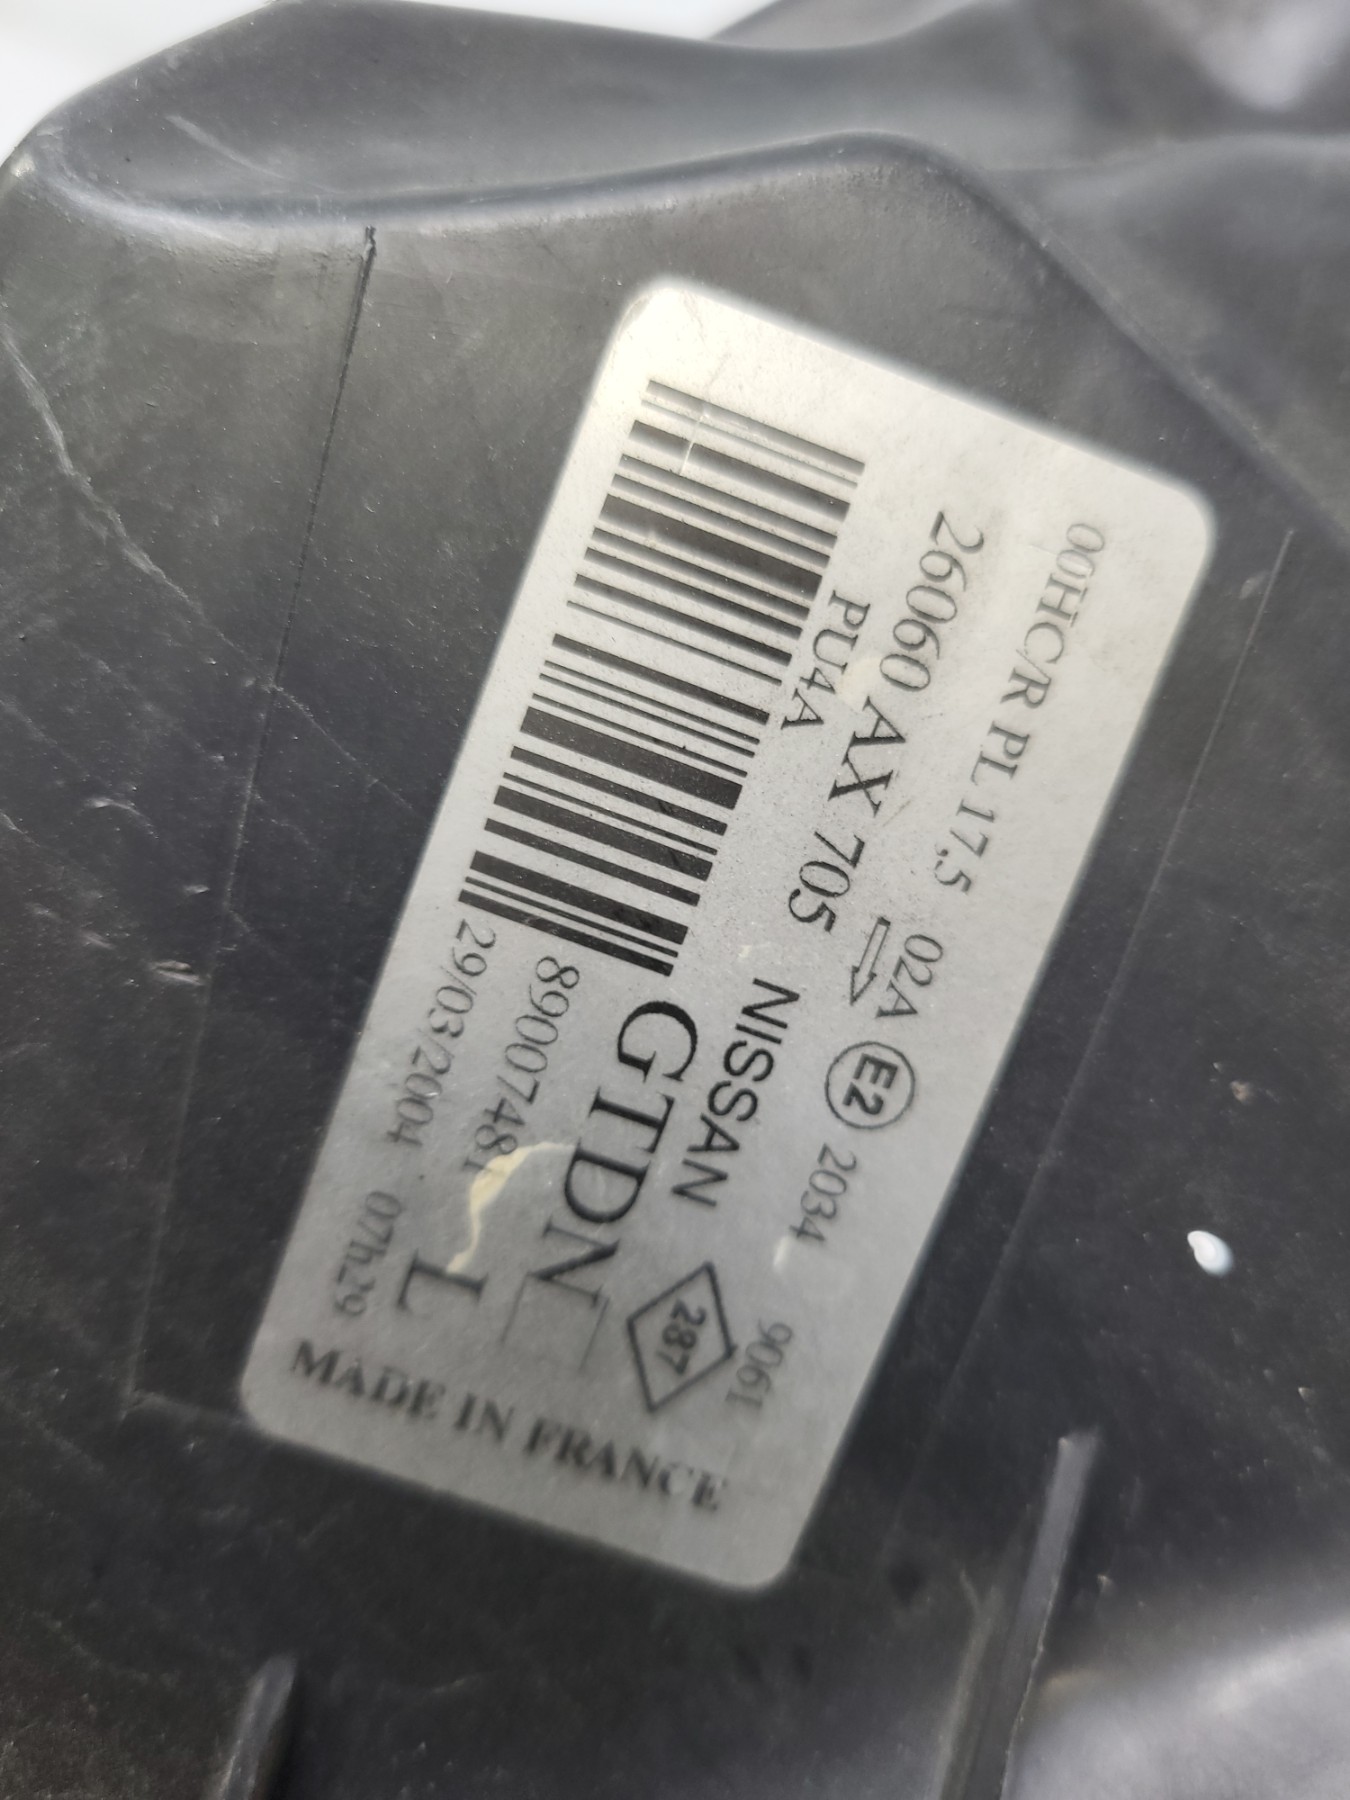 00HC/R PL 17.5 02A E2 2034 9061
26060 AX 705
NISSAN 287
PU4A
GTDN
89007481 L
29/03/2004 07h29
MADE IN FRANCE